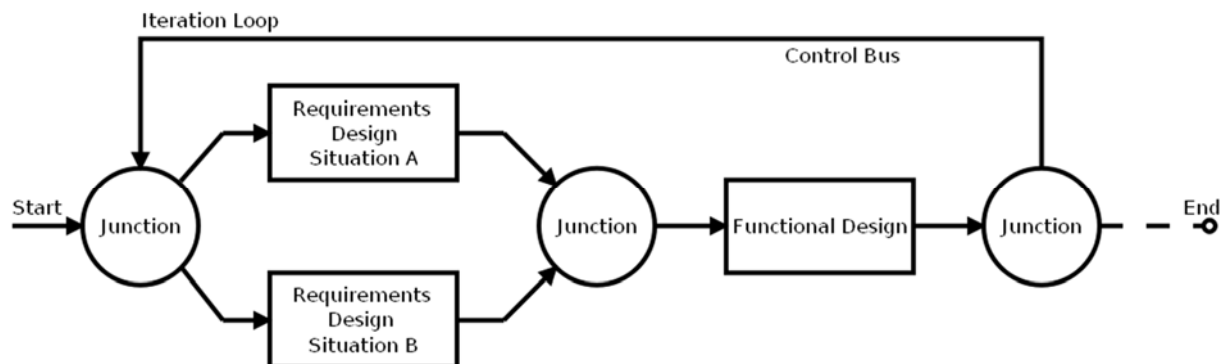 Iteration Loop
Control Bus
Requirements
Design
Situation A
Start
Junction
Junction
Functional Design
Junction
End
Requirements
Design
Situation B